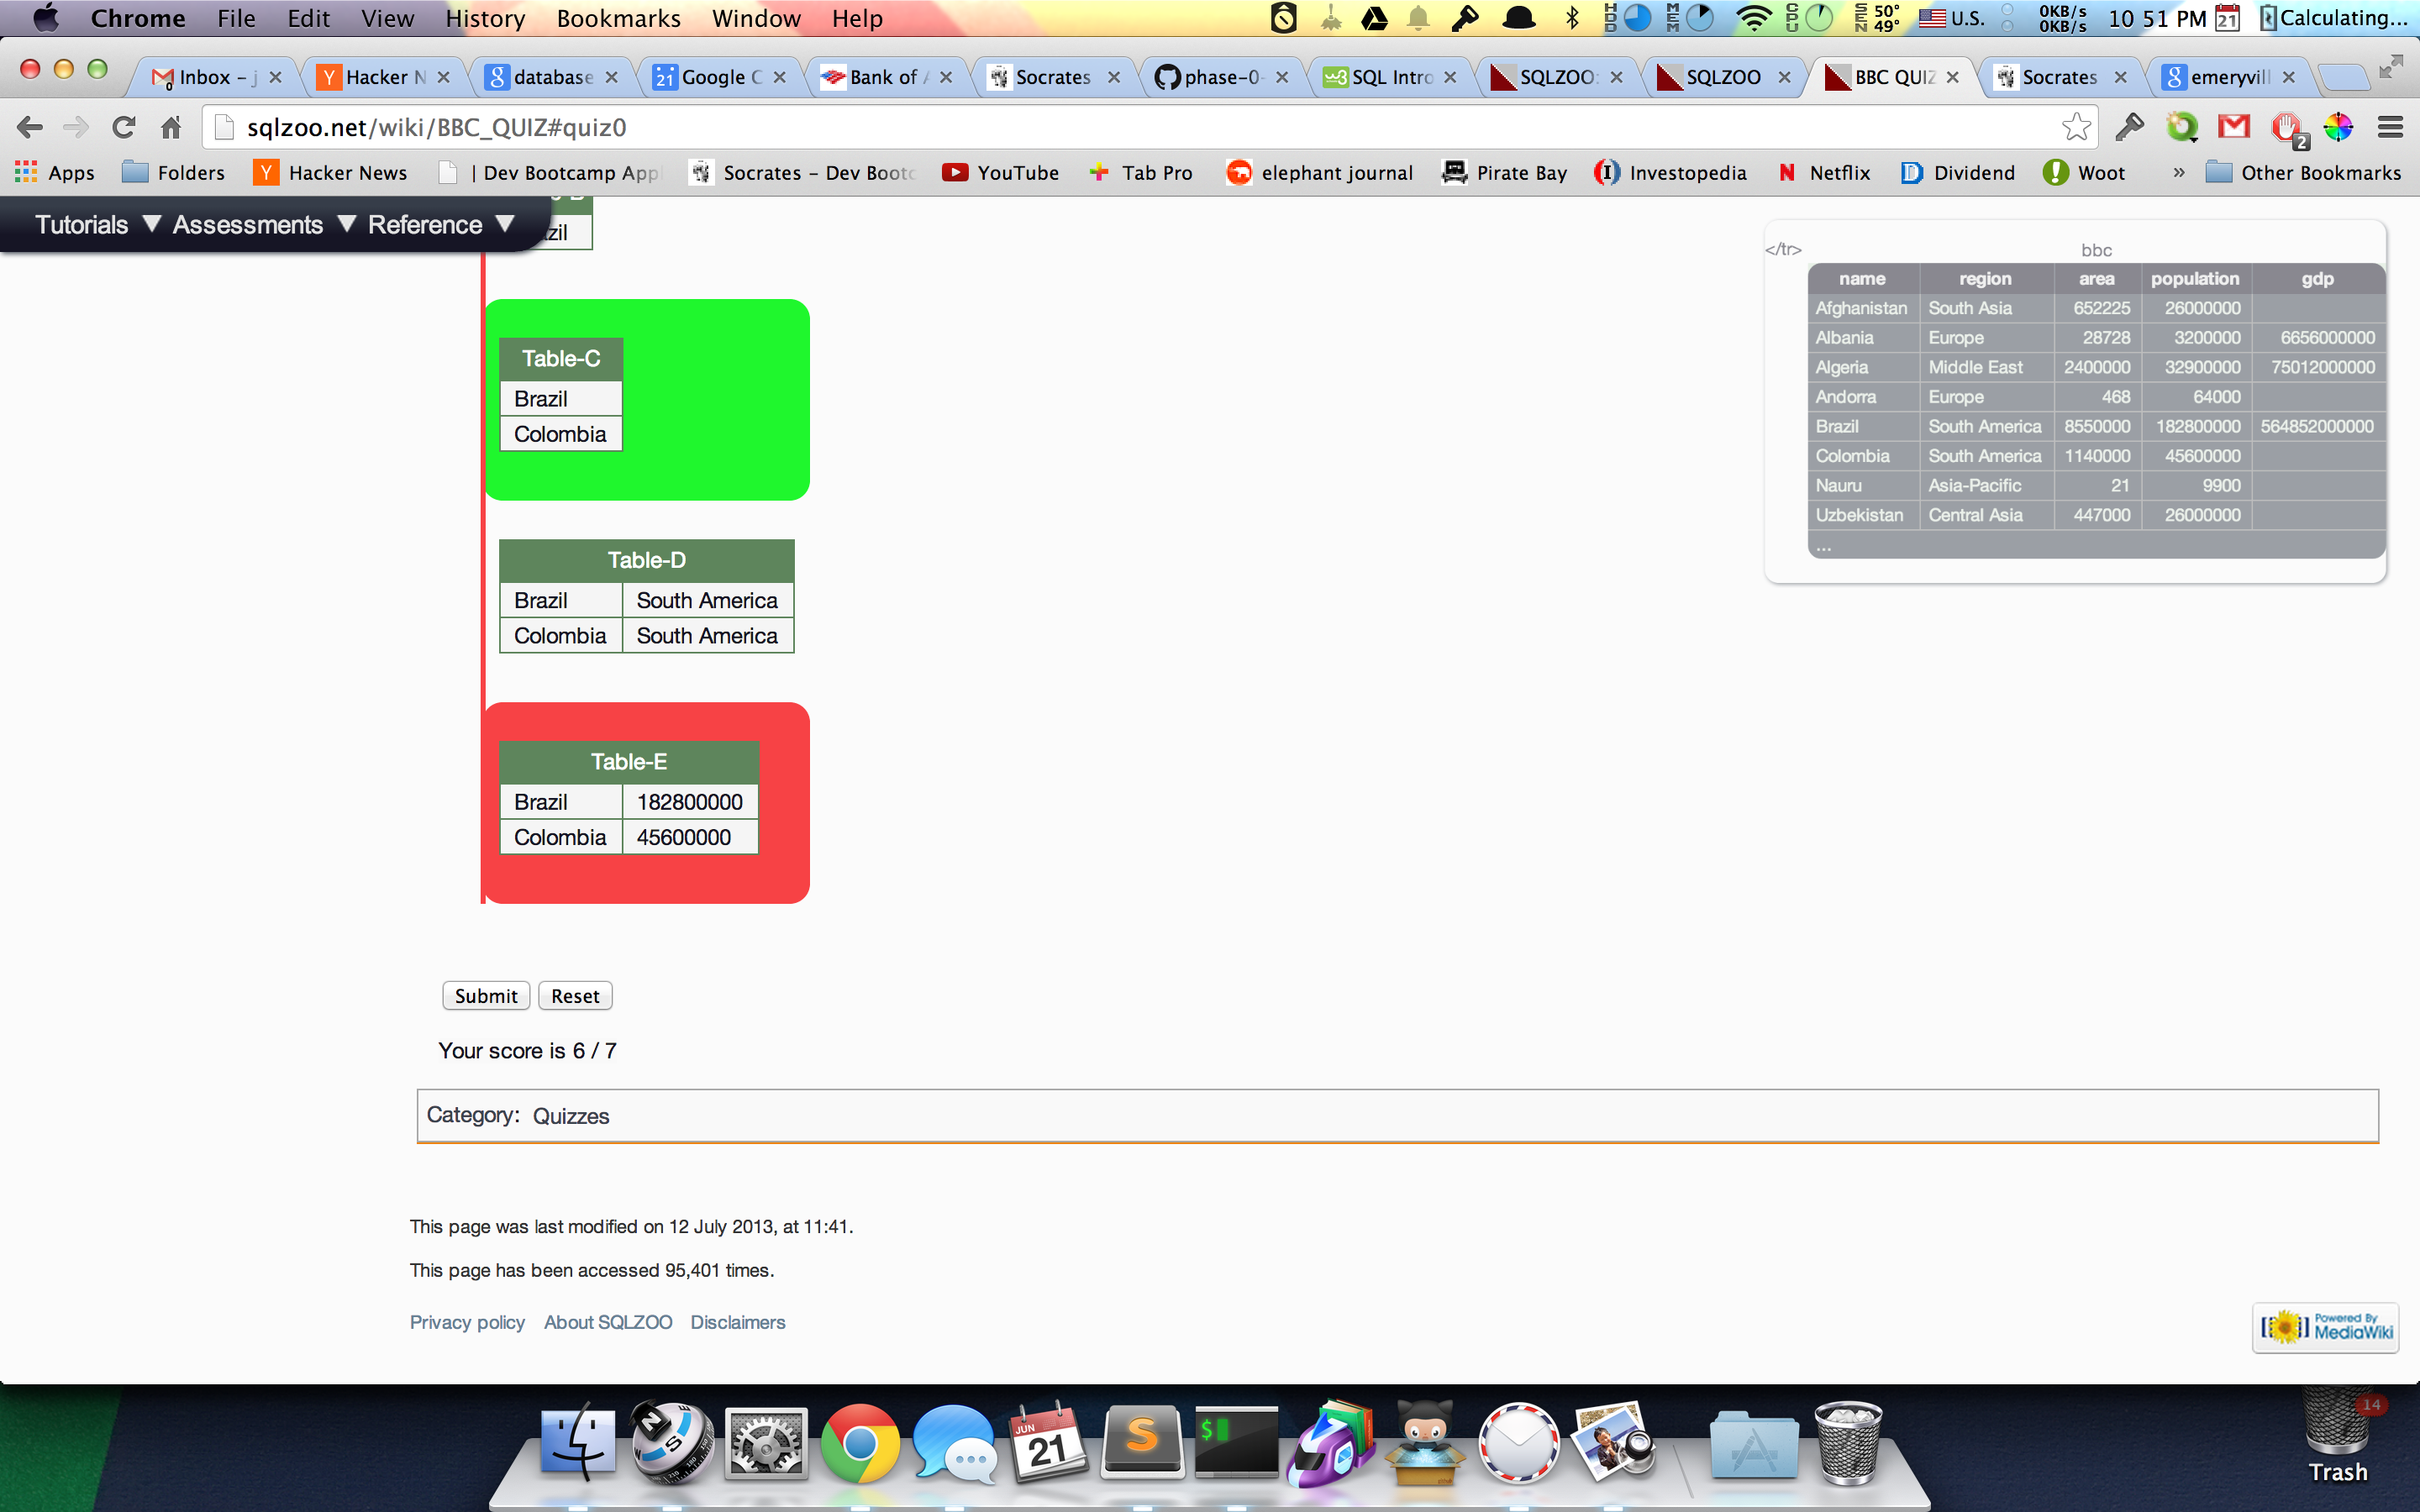 Chrome File Edit View History Bookmarks Window Help HDD MEM CPU SEN 50° 49° U.S. 0KB/s 0KB/s 10 51 PM 21 Calculating...
Inbox – j Hacker N database Google C Bank of A Socrates phase-0- SQL Intro SQLZOO: SQLZOO BBC QUIZ Socrates emeryvill
sqlzoo.net/wiki/BBC_QUIZ#quiz0 2
Apps Folders Hacker News | Dev Bootcamp App Socrates – Dev Bootc YouTube Tab Pro elephant journal Pirate Bay Investopedia Netflix Dividend Woot » Other Bookmarks
Tutorials ▼ Assessments ▼ Reference ▼
zil
Table-C
Brazil
Colombia
Table-D
Brazil South America
Colombia South America
Table-E
Brazil 182800000
Colombia 45600000
</tr> bbc
name region area population gdp
Afghanistan South Asia 652225 26000000
Albania Europe 28728 3200000 6656000000
Algeria Middle East 2400000 32900000 75012000000
Andorra Europe 468 64000
Brazil South America 8550000 182800000 564852000000
Colombia South America 1140000 45600000
Nauru Asia-Pacific 21 9900
Uzbekistan Central Asia 447000 26000000
...
Submit Reset
Your score is 6 / 7
Category: Quizzes
This page was last modified on 12 July 2013, at 11:41.
This page has been accessed 95,401 times.
Privacy policy About SQLZOO Disclaimers
Powered By
MediaWiki
JUN
21
S
$
14
Trash